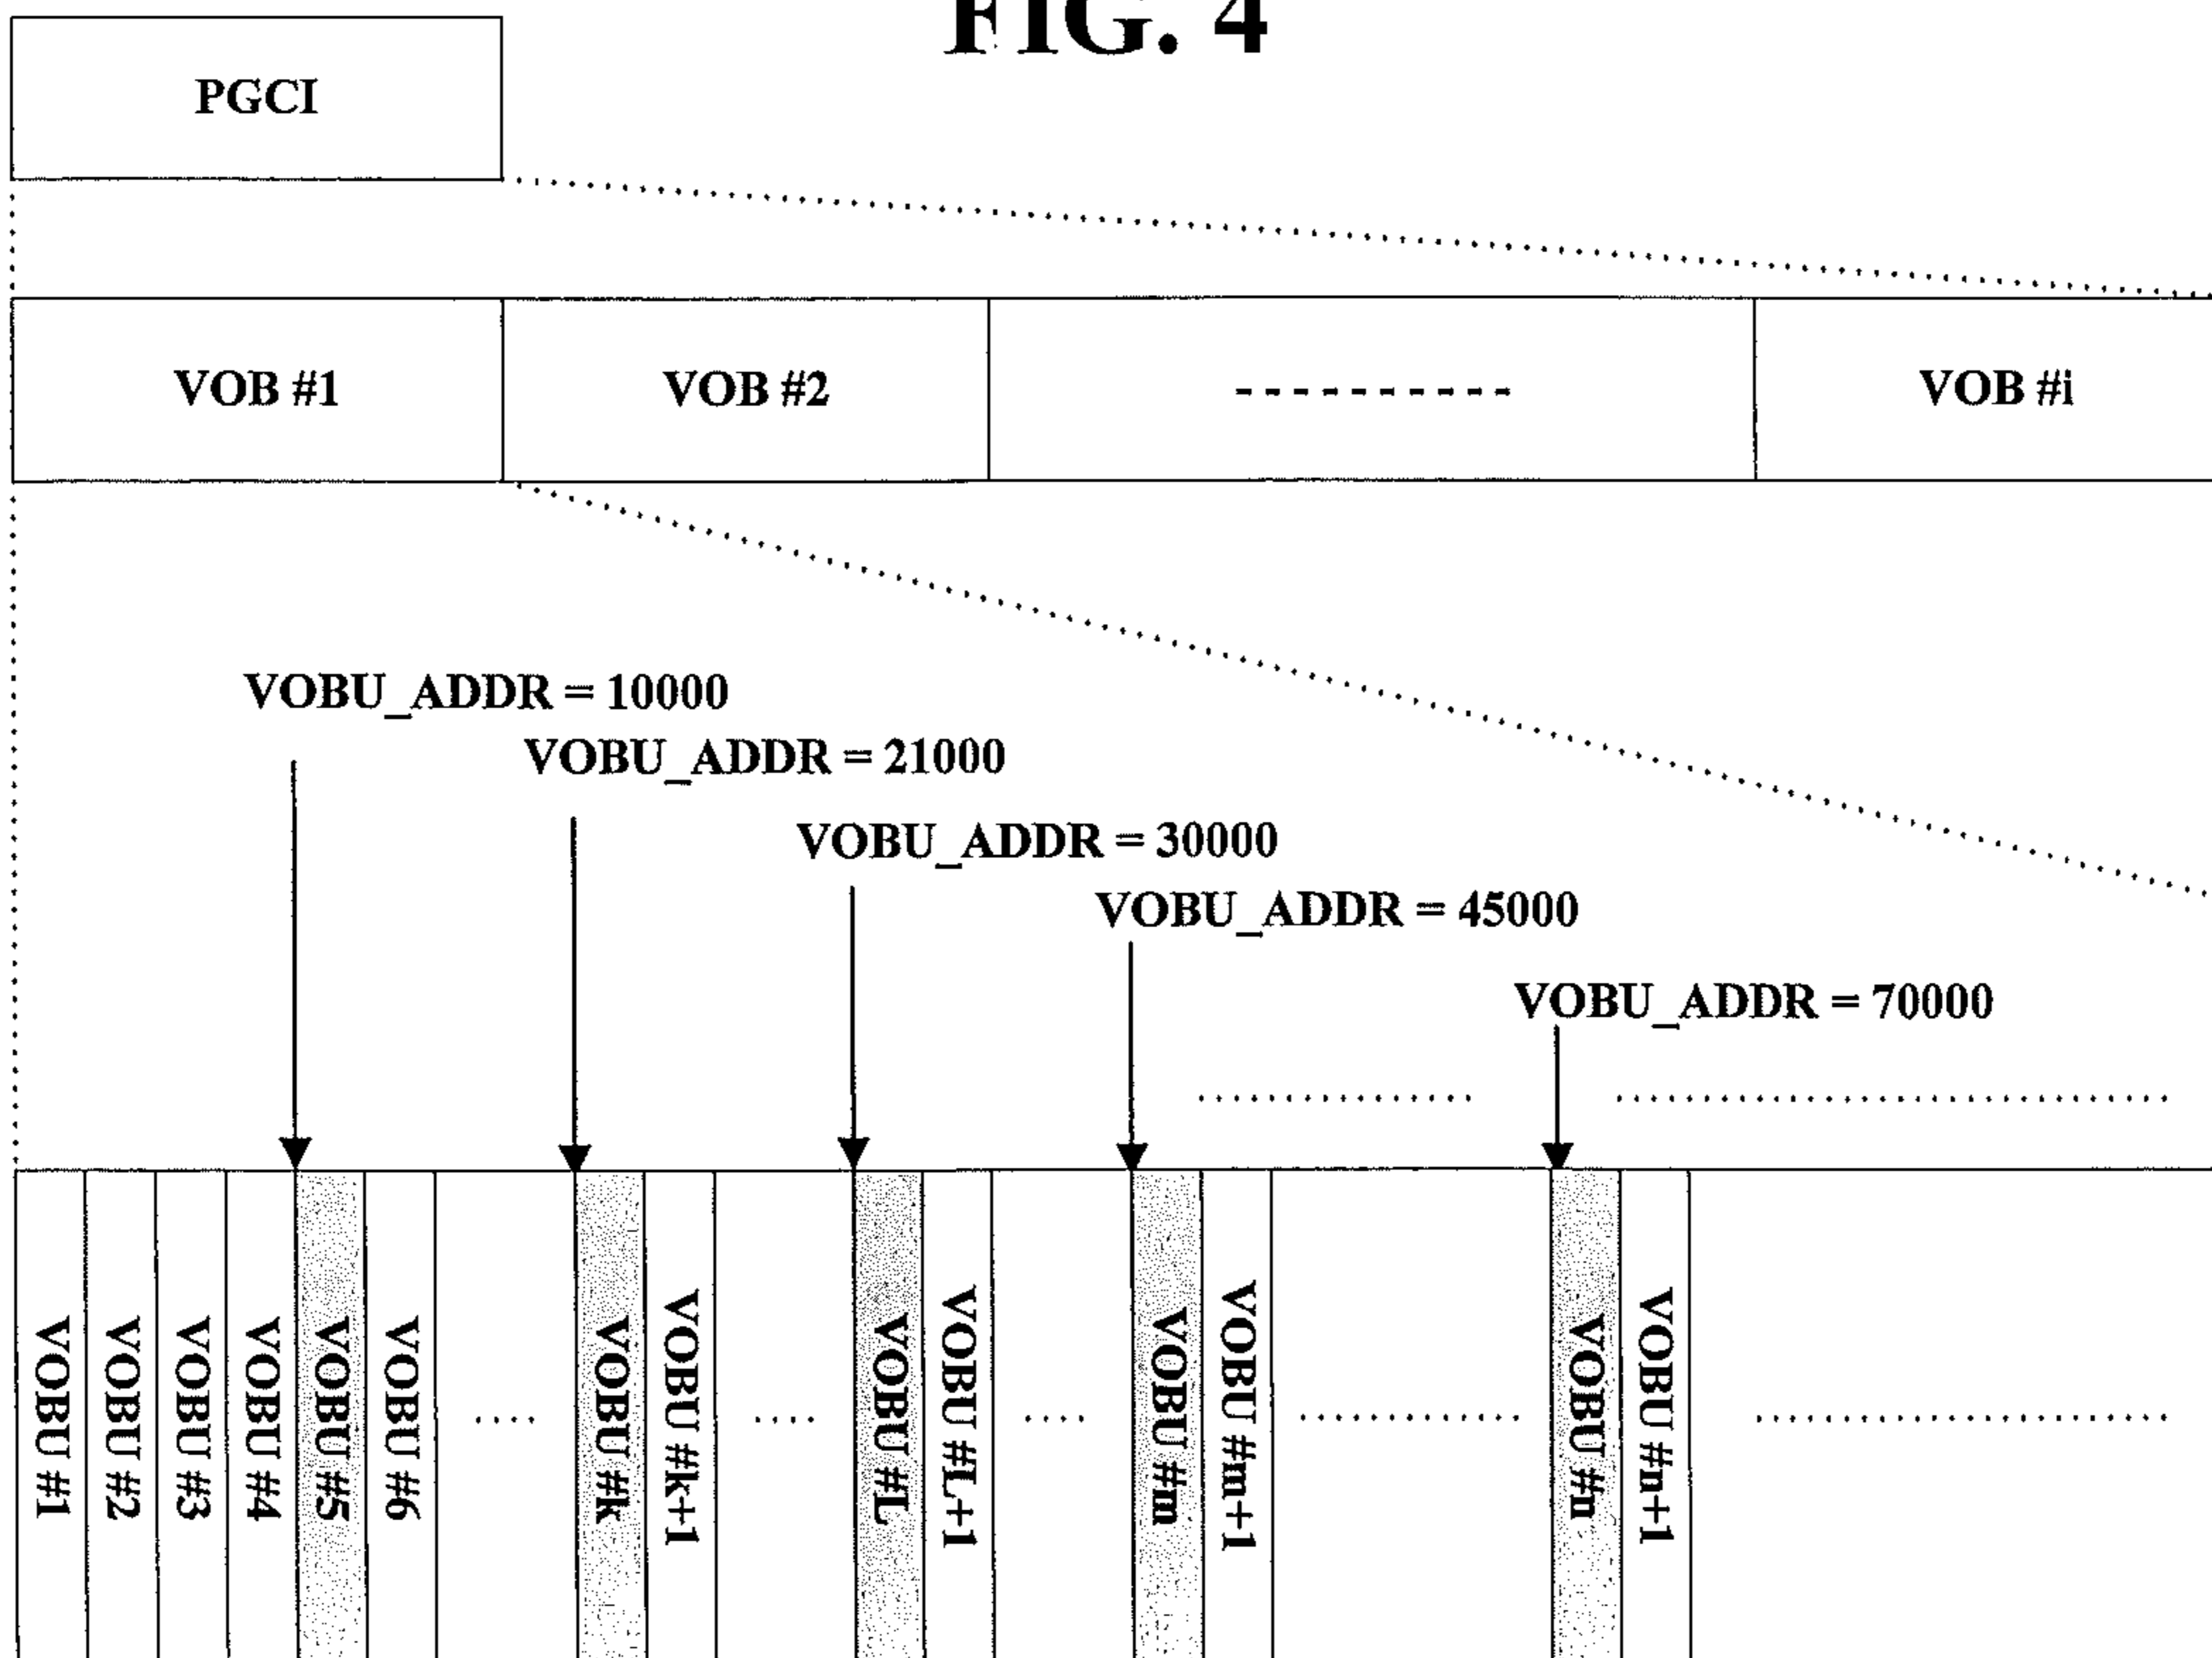 FIG. 4
PGCI
VOB #1
VOB #2
VOB #i
VOBU_ADDR = 10000
VOBU_ADDR = 21000
VOBU_ADDR = 30000
VOBU_ADDR = 45000
VOBU_ADDR = 70000
VOBU #1
VOBU #2
VOBU #3
VOBU #4
VOBU #5
VOBU #6
VOBU #k
VOBU #k+1
VOBU #L
VOBU #L+1
VOBU #m
VOBU #m+1
VOBU #n
VOBU #n+1